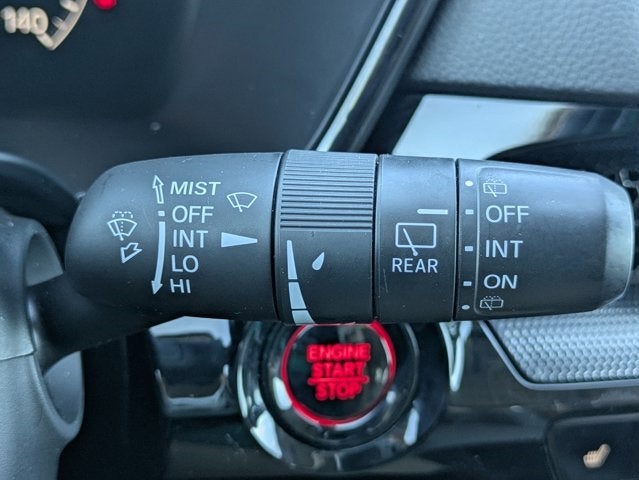 140
MIST
OFF
INT
LO
HI
REAR
OFF
INT
ON
ENGINE
START
STOP